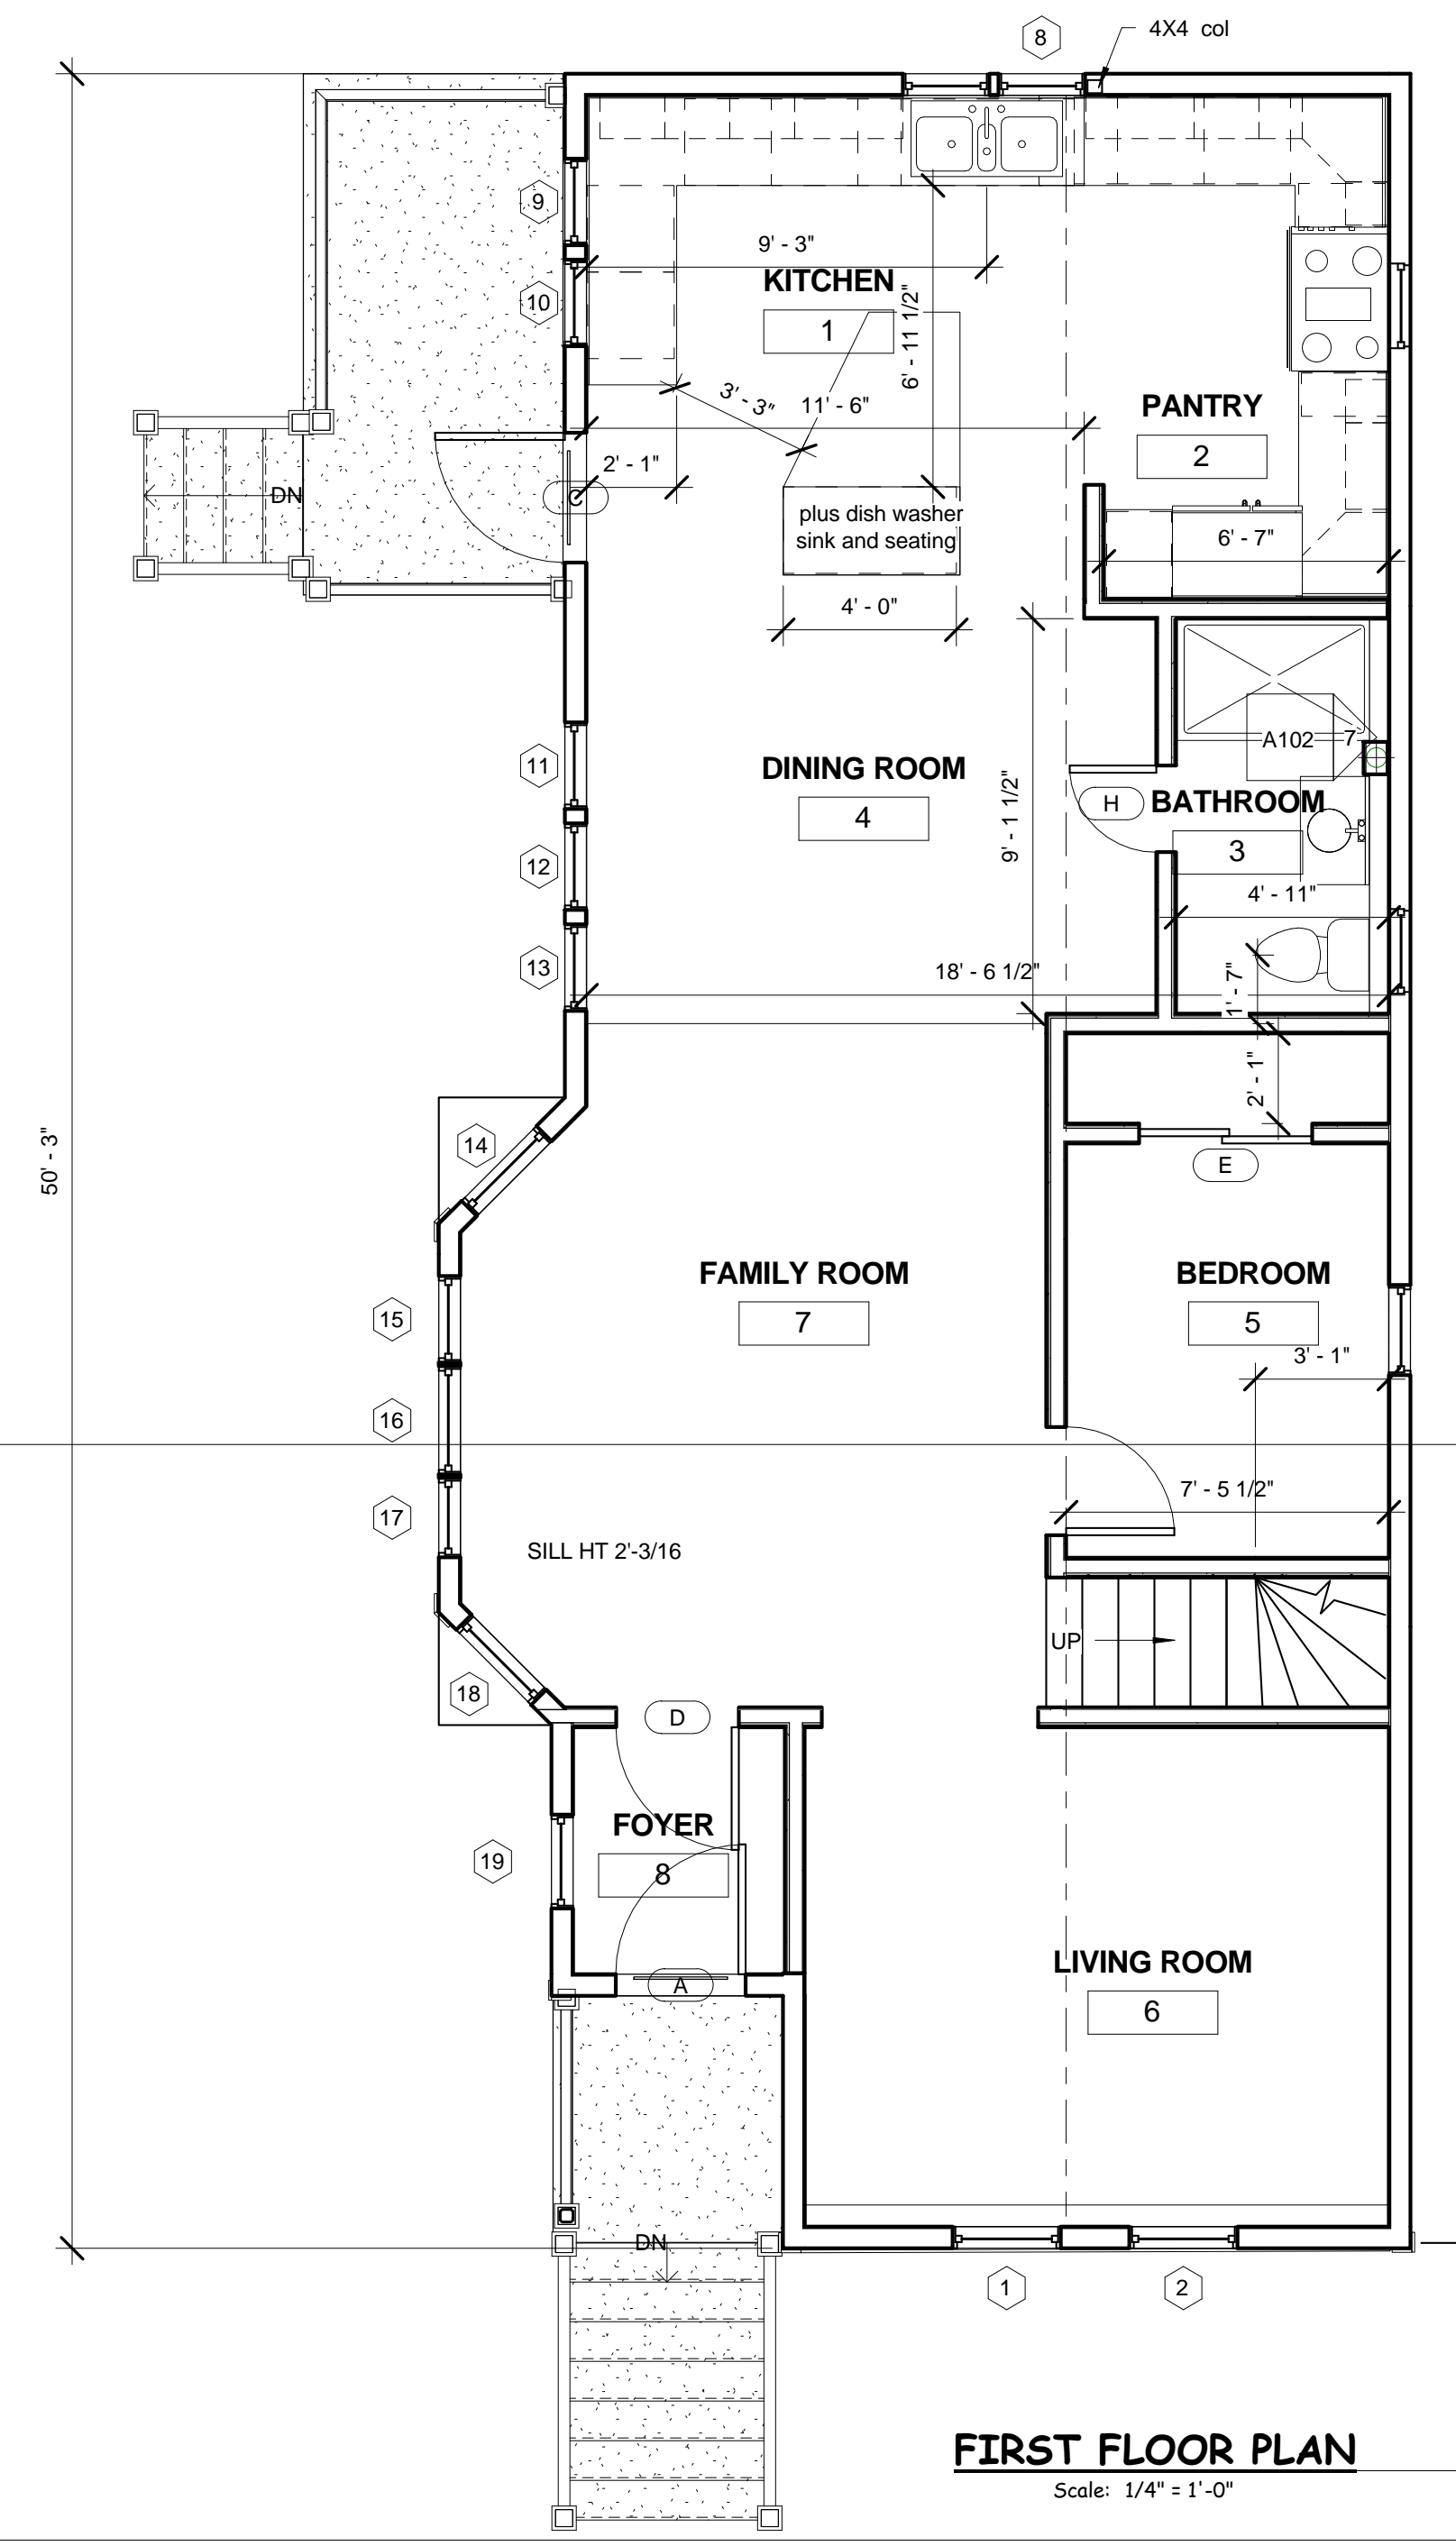 8
4X4 col
9
9' - 3"
KITCHEN
10
1
6' - 11 1/2"
3'- 3"
11' - 6"
PANTRY
2
2' - 1"
DN
C
plus dish washer
sink and seating
6' - 7"
4' - 0"
A102
7
11
DINING ROOM
4
H
BATHROOM
3
9' - 1 1/2"
12
4' - 11"
13
18' - 6 1/2"
1' - 7"
2' - 1"
50' - 3"
14
E
FAMILY ROOM
7
BEDROOM
5
15
3' - 1"
16
7' - 5 1/2"
17
SILL HT 2'-3/16
UP
18
D
FOYER
8
19
LIVING ROOM
6
A
DN
1
2
FIRST FLOOR PLAN
Scale: 1/4" = 1'-0"